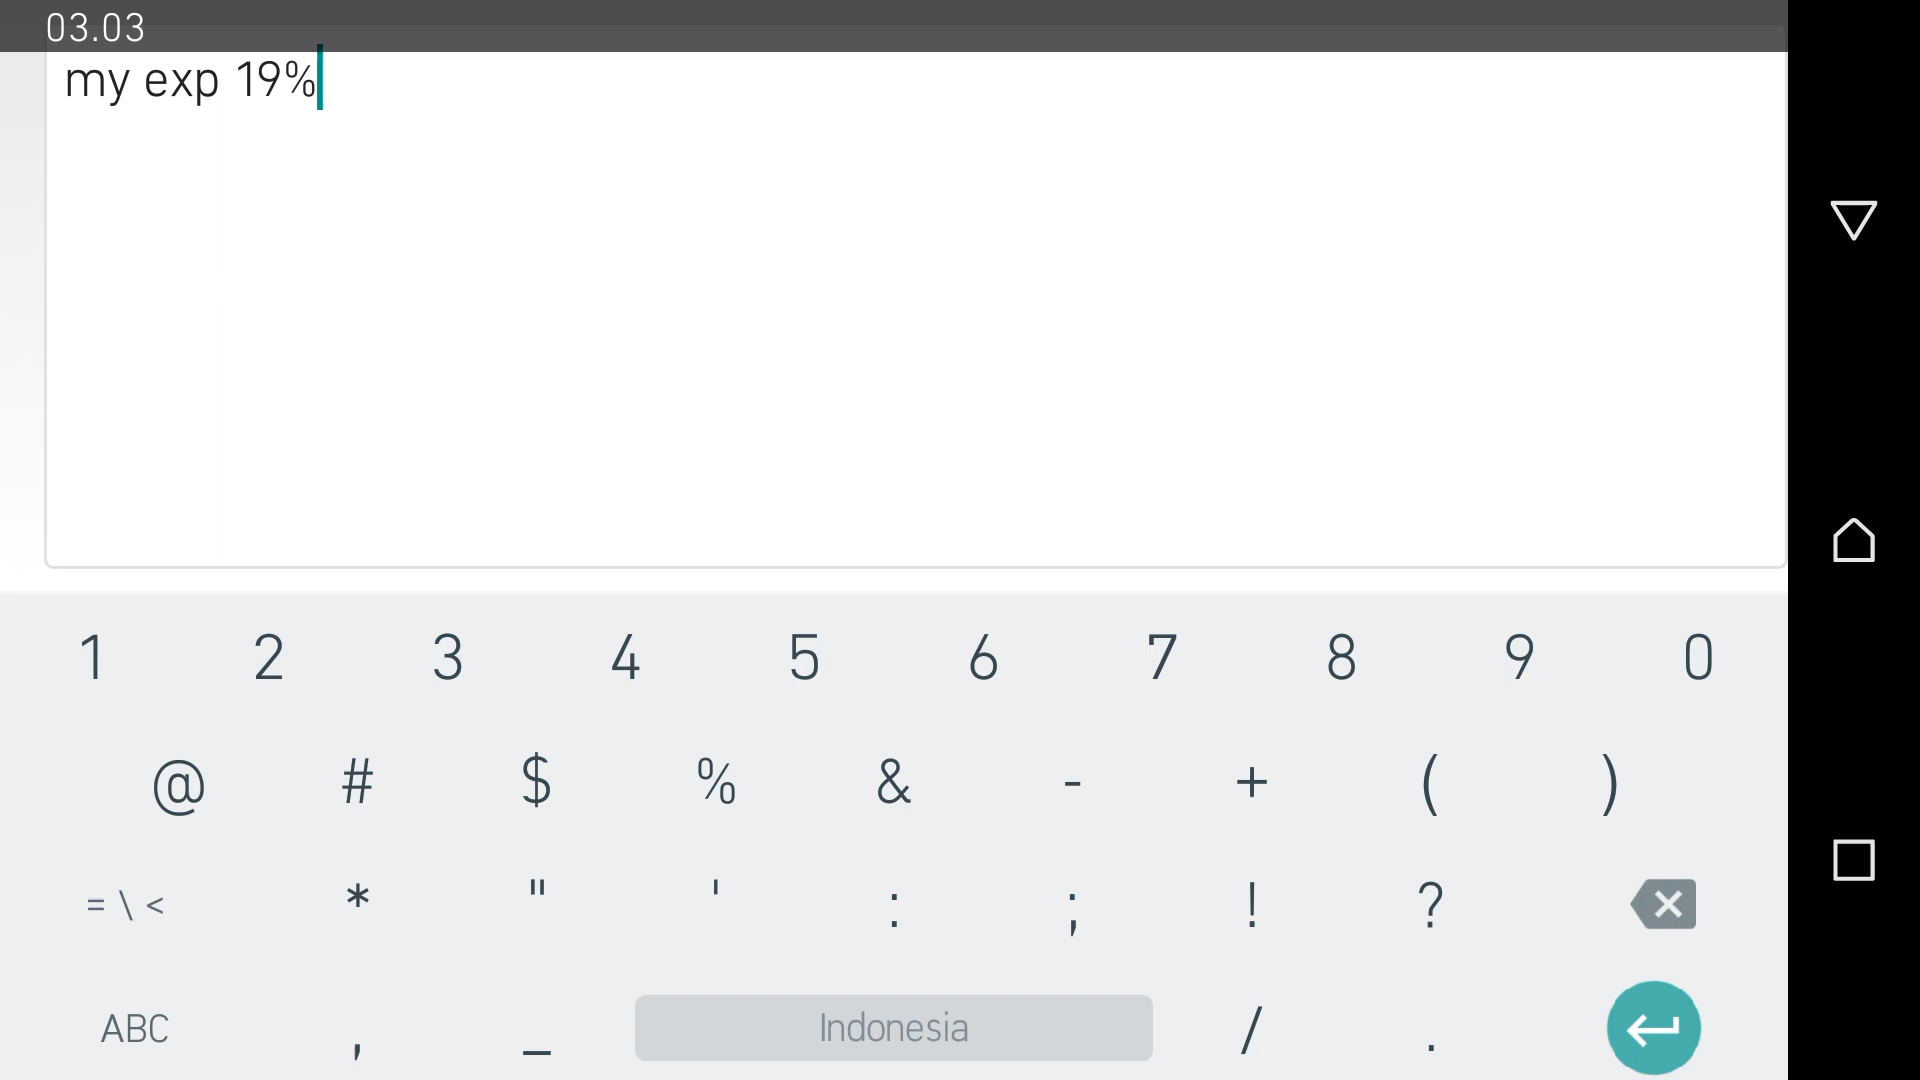 03.03
my exp 19%
1 2 3 4 5 6 7 8 9 0
@ # $ % & - + ( )
= \ < * " ' : ; ! ?
ABC , _ Indonesia / .